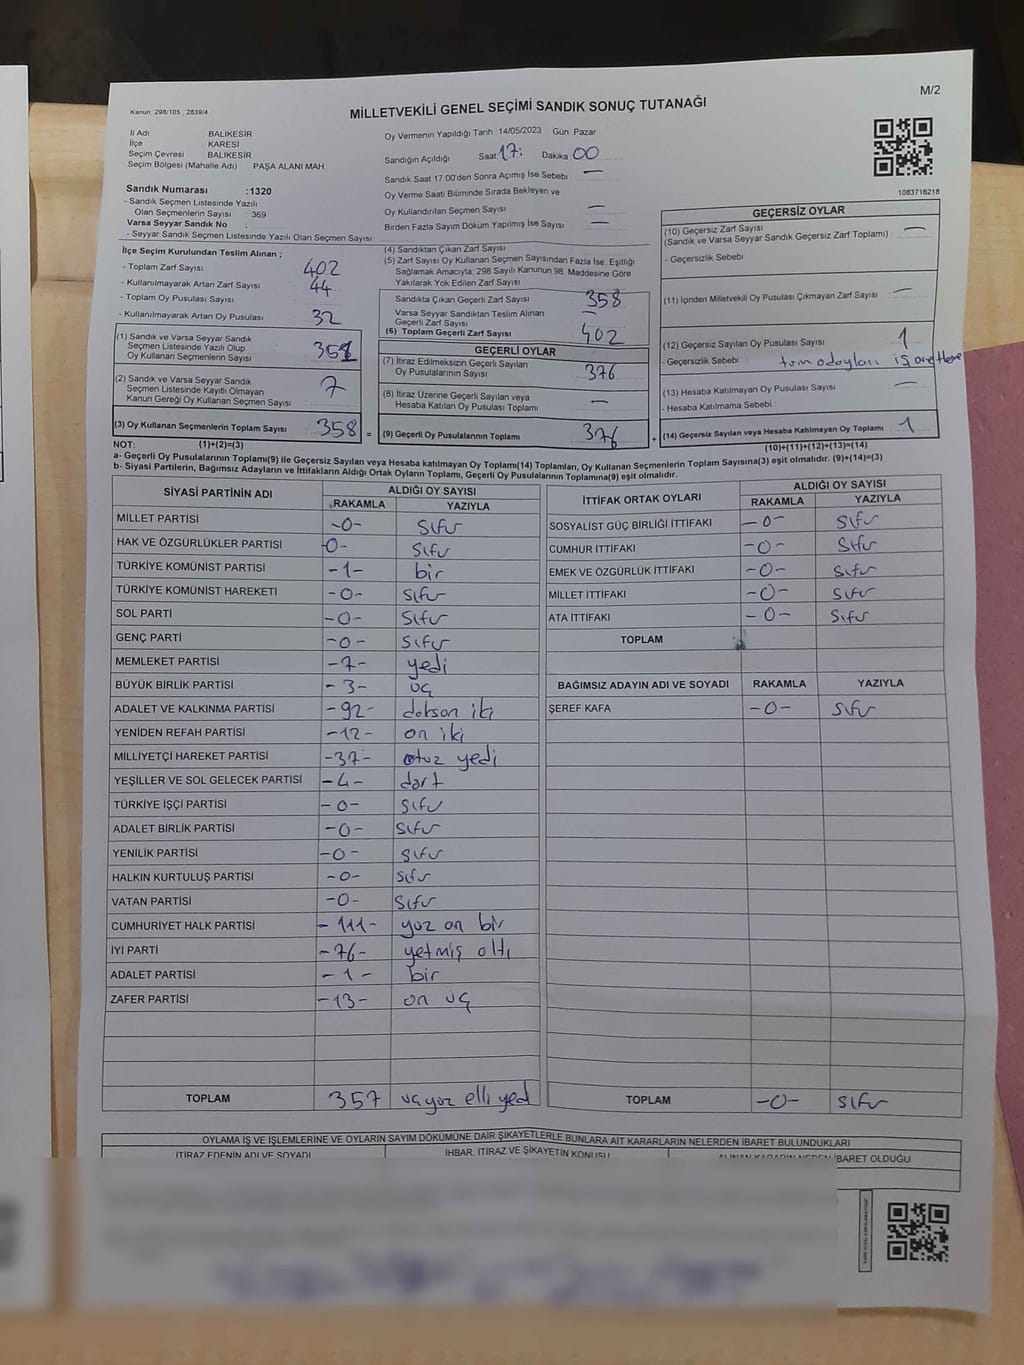 M/2
Kanun: 298/105 , 2839/4
MİLLETVEKİLİ GENEL SEÇİMİ SANDIK SONUÇ TUTANAĞI
İl Adı BALIKESİR
İlçe KARESİ
Seçim Çevresi BALIKESİR
Seçim Bölgesi (Mahalle Adı) PAŞA ALANI MAH.
Sandık Numarası :1320
- Sandık Seçmen Listesinde Yazılı
Olan Seçmenlerin Sayısı : 369
Varsa Seyyar Sandık No :
- Seyyar Sandık Seçmen Listesinde Yazılı Olan Seçmen Sayısı
Oy Vermenin Yapıldığı Tarih :14/05/2023 Gün: Pazar
Sandığın Açıldığı Saat 17: Dakika 00
Sandık Saat 17:00'den Sonra Açımış İse Sebebi : —
Oy Verme Saati Bitiminde Sırada Bekleyen ve
Oy Kullandırılan Seçmen Sayısı —
Birden Fazla Sayım Döküm Yapılmış İse Sayısı : —
1083716218
İlçe Seçim Kurulundan Teslim Alınan ;
- Toplam Zarf Sayısı 402
- Kullanılmayarak Artan Zarf Sayısı 44
- Toplam Oy Pusulası Sayısı
- Kullanılmayarak Artan Oy Pusulası 32
(1) Sandık ve Varsa Seyyar Sandık
Seçmen Listesinde Yazılı Olup
Oy Kullanan Seçmenlerin Sayısı 351
(2) Sandık ve Varsa Seyyar Sandık
Seçmen Listesinde Kayıtlı Olmayan
Kanun Gereği Oy Kullanan Seçmen Sayısı 7
(3) Oy Kullanan Seçmenlerin Toplam Sayısı 358 =
(4) Sandıktan Çıkan Zarf Sayısı
(5) Zarf Sayısı Oy Kullanan Seçmen Sayısından Fazla İse, Eşitliği
Sağlamak Amacıyla; 298 Sayılı Kanunun 98. Maddesine Göre
Yakılarak Yok Edilen Zarf Sayısı
Sandıkta Çıkan Geçerli Zarf Sayısı 358
Varsa Seyyar Sandıktan Teslim Alınan —
Geçerli Zarf Sayısı
(6) Toplam Geçerli Zarf Sayısı 402
GEÇERLİ OYLAR
(7) İtiraz Edilmeksizin Geçerli Sayılan
Oy Pusulalarının Sayısı 376
(8) İtiraz Üzerine Geçerli Sayılan veya
Hesaba Katılan Oy Pusulası Toplamı —
(9) Geçerli Oy Pusulalarının Toplamı 376 +
GEÇERSİZ OYLAR
(10) Geçersiz Zarf Sayısı —
(Sandık ve Varsa Seyyar Sandık Geçersiz Zarf Toplamı) :
- Geçersizlik Sebebi
(11) İçinden Milletvekili Oy Pusulası Çıkmayan Zarf Sayısı —
(12) Geçersiz Sayılan Oy Pusulası Sayısı 1
- Geçersizlik Sebebi :
(13) Hesaba Katılmayan Oy Pusulası Sayısı —
- Hesaba Katılmama Sebebi :
(14) Geçersiz Sayılan veya Hesaba Katılmayan Oy Toplamı 1
NOT: (1)+(2)=(3) (10)+(11)+(12)+(13)=(14)
a- Geçerli Oy Pusulalarının Toplamı(9) ile Geçersiz Sayılan veya Hesaba katılmayan Oy Toplamı(14) Toplamları, Oy Kullanan Seçmenlerin Toplam Sayısına(3) eşit olmalıdır. (9)+(14)=(3)
b- Siyasi Partilerin, Bağımsız Adayların ve İttifakların Aldığı Ortak Oyların Toplamı, Geçerli Oy Pusulalarının Toplamına(9) eşit olmalıdır.
SİYASİ PARTİNİN ADI ALDIĞI OY SAYISI
RAKAMLA YAZIYLA
MİLLET PARTİSİ -0- sıfır
HAK VE ÖZGÜRLÜKLER PARTİSİ -0- sıfır
TÜRKİYE KOMÜNİST PARTİSİ -1- bir
TÜRKİYE KOMÜNİST HAREKETİ -0- sıfır
SOL PARTİ -0- sıfır
GENÇ PARTİ -0- sıfır
MEMLEKET PARTİSİ -7- yedi
BÜYÜK BİRLİK PARTİSİ -3- üç
ADALET VE KALKINMA PARTİSİ -92- doksan iki
YENİDEN REFAH PARTİSİ -12- on iki
MİLLİYETÇİ HAREKET PARTİSİ -37- otuz yedi
YEŞİLLER VE SOL GELECEK PARTİSİ -4- dört
TÜRKİYE İŞÇİ PARTİSİ -0- sıfır
ADALET BİRLİK PARTİSİ -0- sıfır
YENİLİK PARTİSİ -0- sıfır
HALKIN KURTULUŞ PARTİSİ -0- sıfır
VATAN PARTİSİ -0- sıfır
CUMHURİYET HALK PARTİSİ -111- yüz on bir
İYİ PARTİ -76- yetmiş altı
ADALET PARTİSİ -1- bir
ZAFER PARTİSİ -13- on üç
TOPLAM 357 üçyüz elli yedi
İTTİFAK ORTAK OYLARI ALDIĞI OY SAYISI
RAKAMLA YAZIYLA
SOSYALİST GÜÇ BİRLİĞİ İTTİFAKI -0- sıfır
CUMHUR İTTİFAKI -0- sıfır
EMEK VE ÖZGÜRLÜK İTTİFAKI -0- sıfır
MİLLET İTTİFAKI -0- sıfır
ATA İTTİFAKI -0- sıfır
TOPLAM
BAĞIMSIZ ADAYIN ADI VE SOYADI RAKAMLA YAZIYLA
ŞEREF KAFA -0- sıfır
TOPLAM -0- sıfır
OYLAMA İŞ VE İŞLEMLERİNE VE OYLARIN SAYIM DÖKÜMÜNE DAİR ŞİKAYETLERLE BUNLARA AİT KARARLARIN NELERDEN İBARET BULUNDUKLARI
İTİRAZ EDENİN ADI VE SOYADI İHBAR, İTİRAZ VE ŞİKAYETİN KONUSU ALINAN KARARIN NEDEN İBARET OLDUĞU